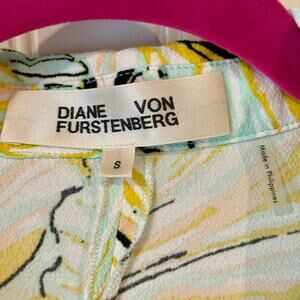 DIANE VON
FURSTENBERG
S
Made in Philippines